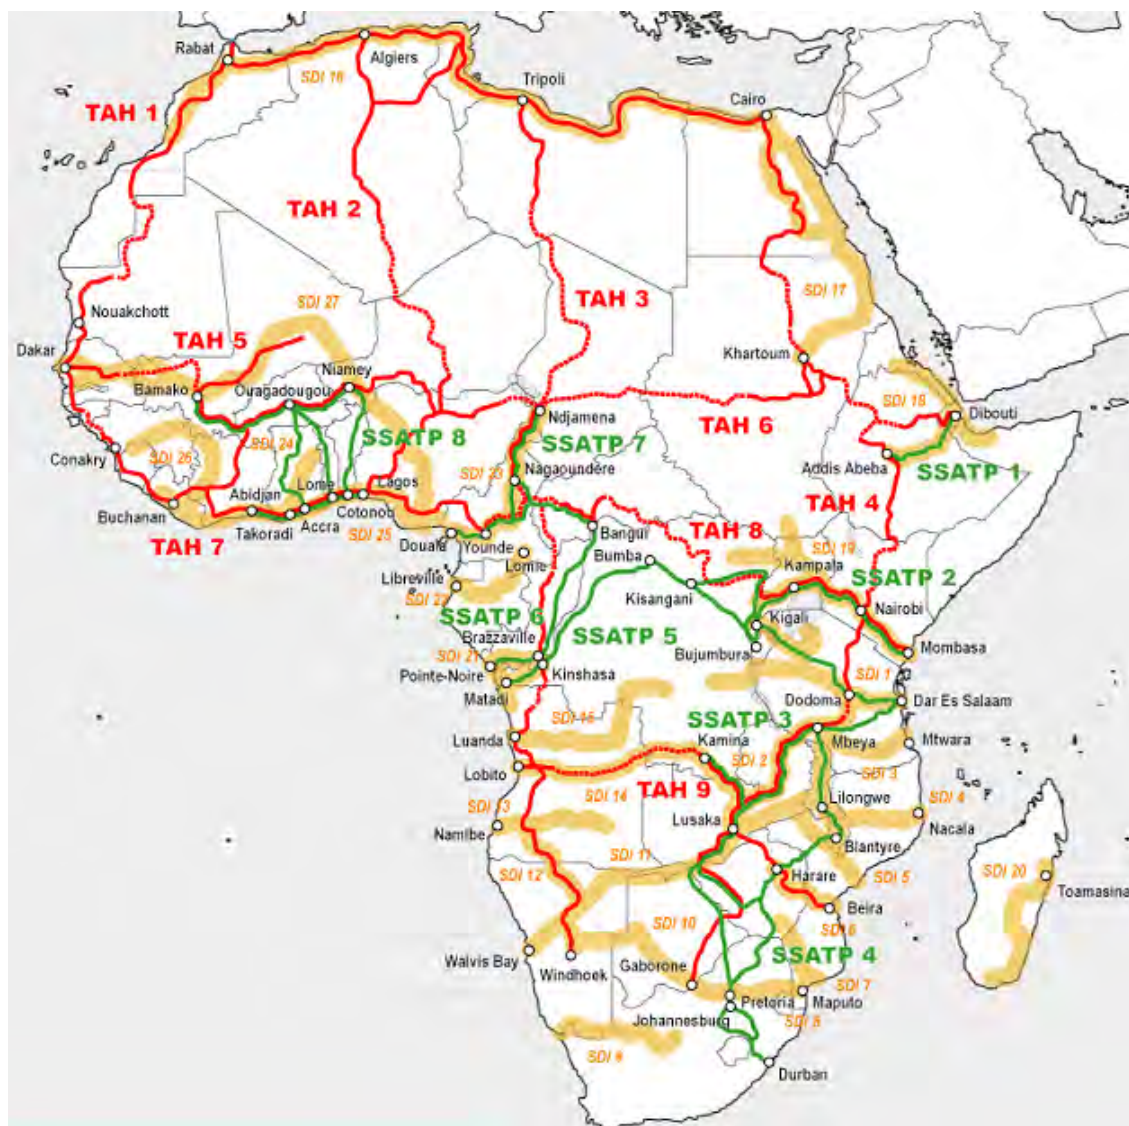 Rabat
Algiers
SDI 16
Tripoli
Cairo
TAH 1
TAH 2
TAH 3
SDI 17
SDI 27
Nouakchott
TAH 5
Dakar
Khartoum
Niamey
Bamako
Ouagadougou
Ndjamena
TAH 6
SDI 18
Dibouti
SSATP 8
SSATP 7
SDI 24
Conakry
SDI 26
SDI 23
Nagaoundère
Addis Abeba
SSATP 1
Lome
Lagos
Abidjan
Cotonob
TAH 4
Buchanan
Takoradi
Accra
SDI 25
Bangui
TAH 8
TAH 7
Douala
Younde
Bumba
SDI 19
Lomie
Kampala
Libreville
SSATP 2
Kisangani
SDI 22
SSATP 6
Kigali
Nairobi
SSATP 5
Brazzaville
SDI 21
Bujumbura
Mombasa
Pointe-Noire
Kinshasa
SDI 1
Matadi
Dodoma
Dar Es Salaam
SDI 15
SSATP 3
Luanda
Kamina
Mbeya
Mtwara
SDI 2
Lobito
SDI 3
TAH 9
SDI 14
SDI 13
Lilongwe
SDI 4
Lusaka
Namibe
Nacala
Blantyre
SDI 11
SDI 12
Harare
SDI 5
SDI 20
Toamasina
Beira
SDI 10
SDI 6
SSATP 4
Walvis Bay
Windhoek
Gaborone
SDI 7
Pretoria
Maputo
Johannesburg
SDI 8
SDI 9
Durban